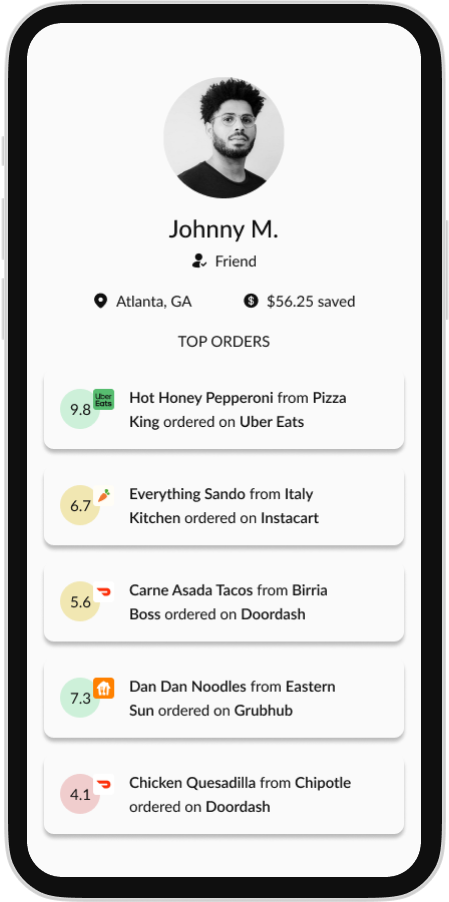 Johnny M.
Friend
Atlanta, GA
$56.25 saved
TOP ORDERS
9.8
Uber
Eats
Hot Honey Pepperoni from Pizza
King ordered on Uber Eats
6.7
Everything Sando from Italy
Kitchen ordered on Instacart
5.6
Carne Asada Tacos from Birria
Boss ordered on Doordash
7.3
Dan Dan Noodles from Eastern
Sun ordered on Grubhub
4.1
Chicken Quesadilla from Chipotle
ordered on Doordash